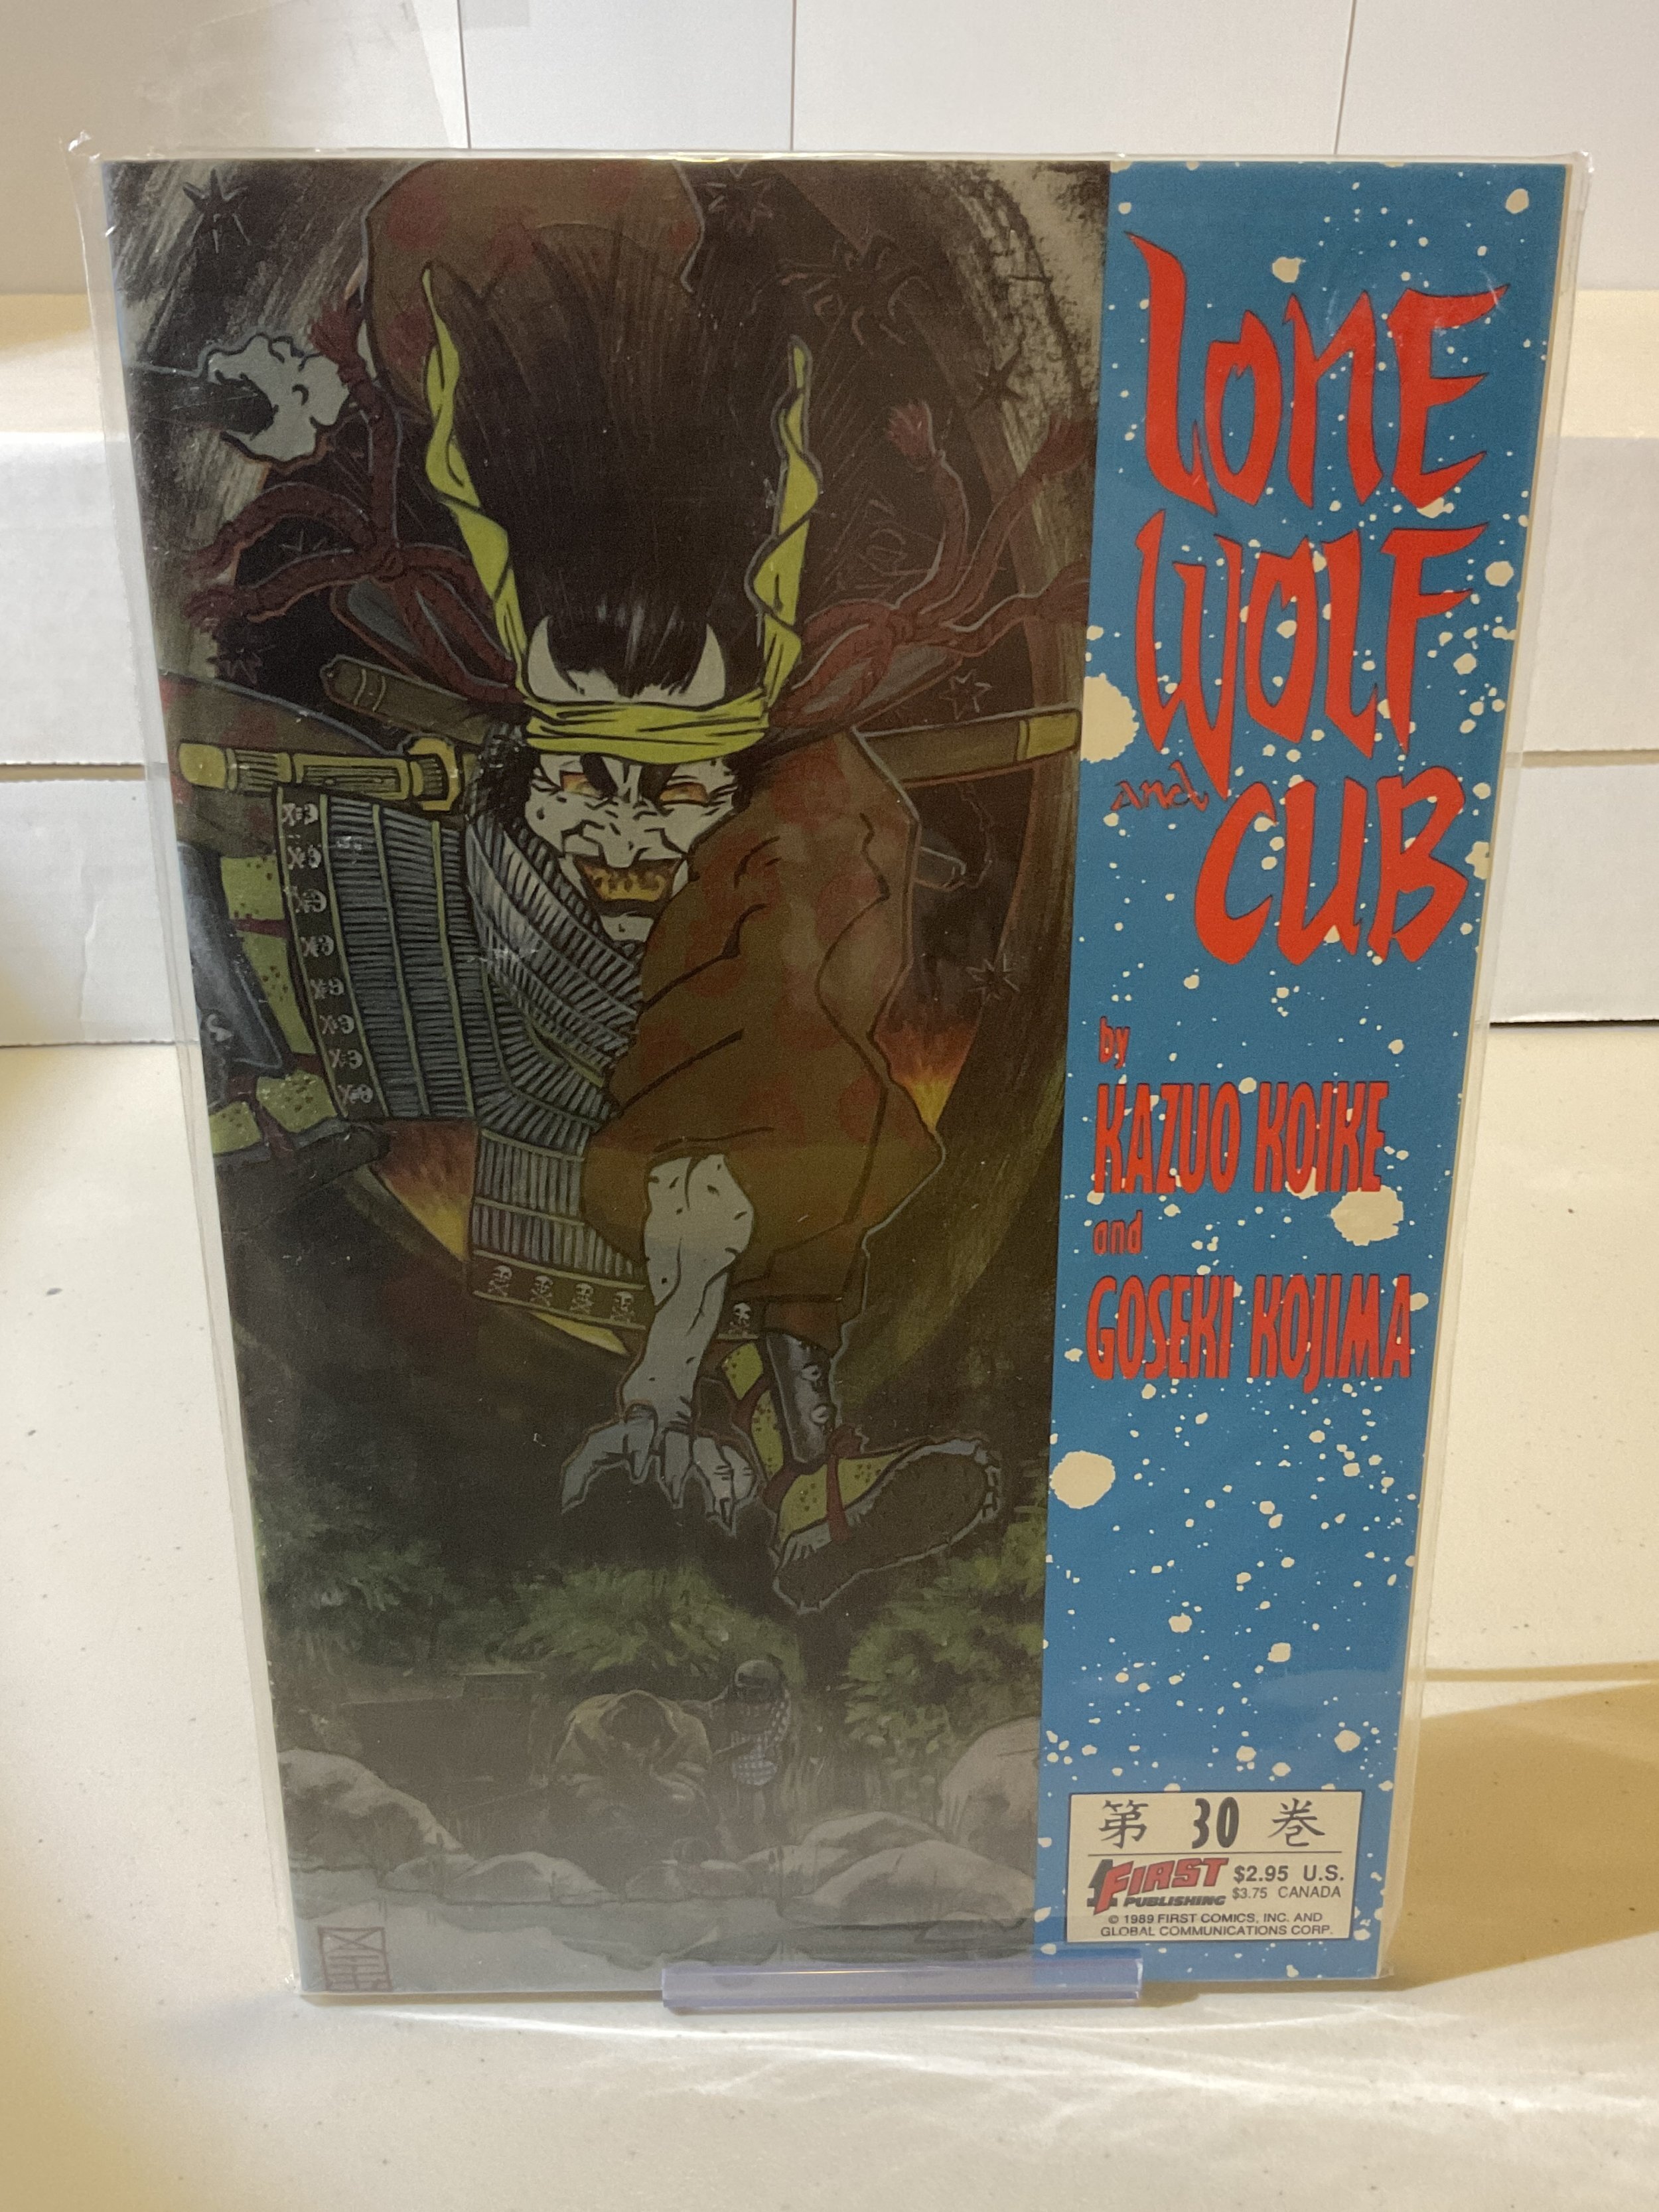 LONE
WOLF
and
CUB
by
KAZUO KOIKE
and
GOSEKI KOJIMA
第 30 巻
FIRST
PUBLISHING
$2.95 U.S.
$3.75 CANADA
© 1989 FIRST COMICS, INC. AND
GLOBAL COMMUNICATIONS CORP.